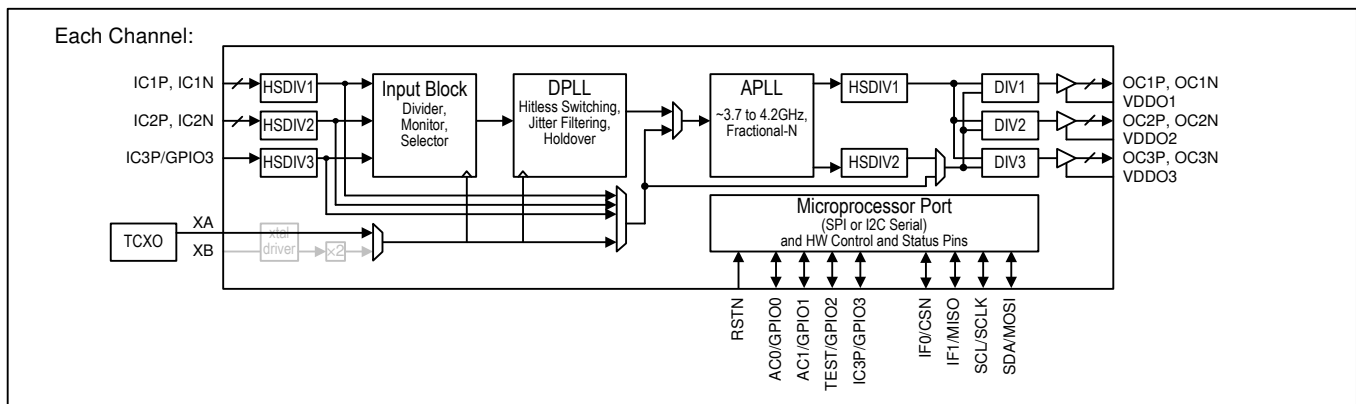 Each Channel:
IC1P, IC1N
HSDIV1
IC2P, IC2N
HSDIV2
IC3P/GPIO3
HSDIV3
Input Block
Divider,
Monitor,
Selector
DPLL
Hitless Switching,
Jitter Filtering,
Holdover
APLL
~3.7 to 4.2GHz,
Fractional-N
HSDIV1
HSDIV2
DIV1
DIV2
DIV3
OC1P, OC1N
VDDO1
OC2P, OC2N
VDDO2
OC3P, OC3N
VDDO3
TCXO
XA
XB
xtal
driver
×2
Microprocessor Port
(SPI or I2C Serial)
and HW Control and Status Pins
RSTN
AC0/GPIO0
AC1/GPIO1
TEST/GPIO2
IC3P/GPIO3
IF0/CSN
IF1/MISO
SCL/SCLK
SDA/MOSI